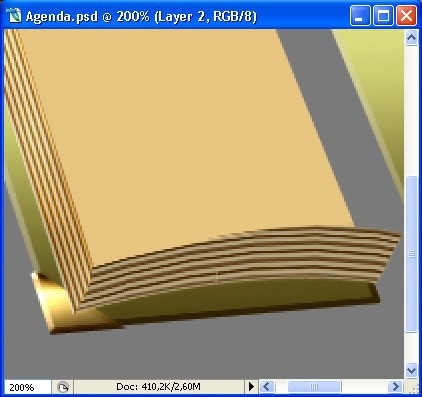 Agenda.psd @ 200% (Layer 2, RGB/8)
200% Doc: 410,2K/2,60M